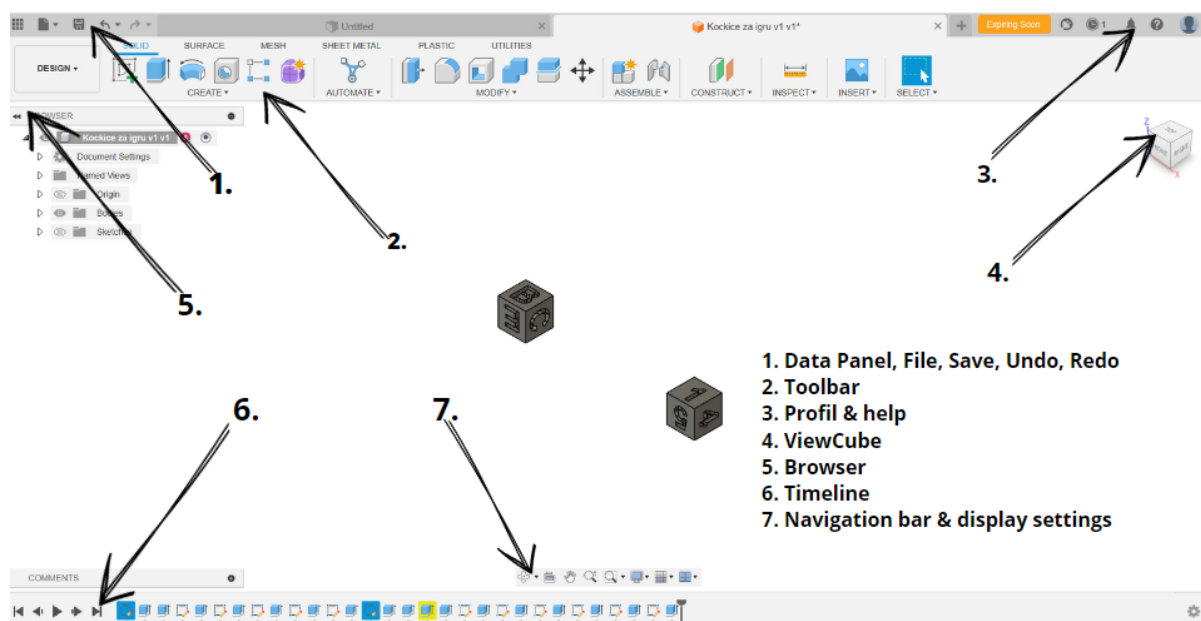 Untitled
Kockice za igru v1 v1*
Expiring Soon
1
SOLID
SURFACE
MESH
SHEET METAL
PLASTIC
UTILITIES
DESIGN
CREATE
AUTOMATE
MODIFY
ASSEMBLE
CONSTRUCT
INSPECT
INSERT
SELECT
Kockice za igru v1 v1
Document Settings
Named Views
Origin
Bodies
Sketches
Z
TOP
RIGHT
X
1.
2.
3.
4.
5.
6.
7.
1. Data Panel, File, Save, Undo, Redo
2. Toolbar
3. Profil & help
4. ViewCube
5. Browser
6. Timeline
7. Navigation bar & display settings
COMMENTS